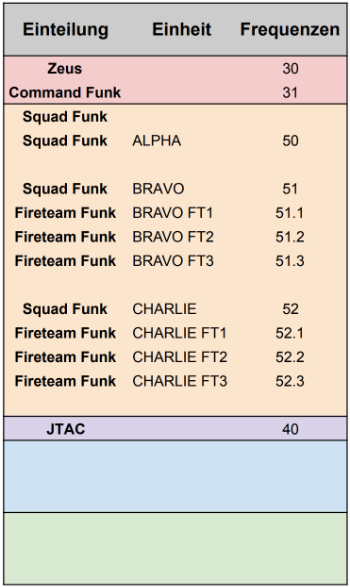 Einteilung Einheit Frequenzen
Zeus 30
Command Funk 31
Squad Funk
Squad Funk ALPHA 50
Squad Funk BRAVO 51
Fireteam Funk BRAVO FT1 51.1
Fireteam Funk BRAVO FT2 51.2
Fireteam Funk BRAVO FT3 51.3
Squad Funk CHARLIE 52
Fireteam Funk CHARLIE FT1 52.1
Fireteam Funk CHARLIE FT2 52.2
Fireteam Funk CHARLIE FT3 52.3
JTAC 40